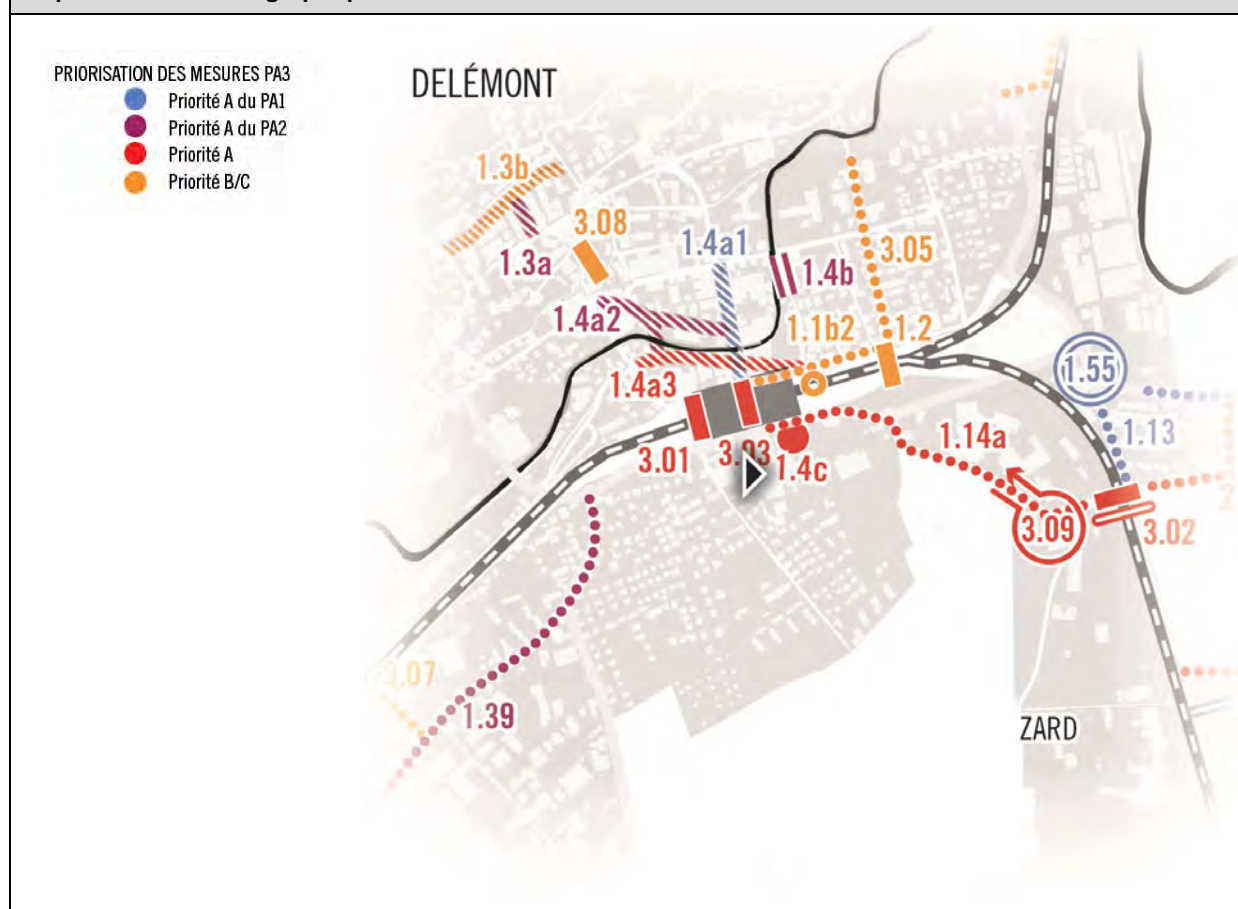 PRIORISATION DES MESURES PA3
Priorité A du PA1
Priorité A du PA2
Priorité A
Priorité B/C
DELÉMONT
1.3b
3.08
1.3a
1.4a1
1.4b
3.05
1.4a2
1.1b2
1.2
1.55
1.4a3
1.13
3.01
3.03
1.4c
1.14a
3.09
3.02
3.07
1.39
ZARD